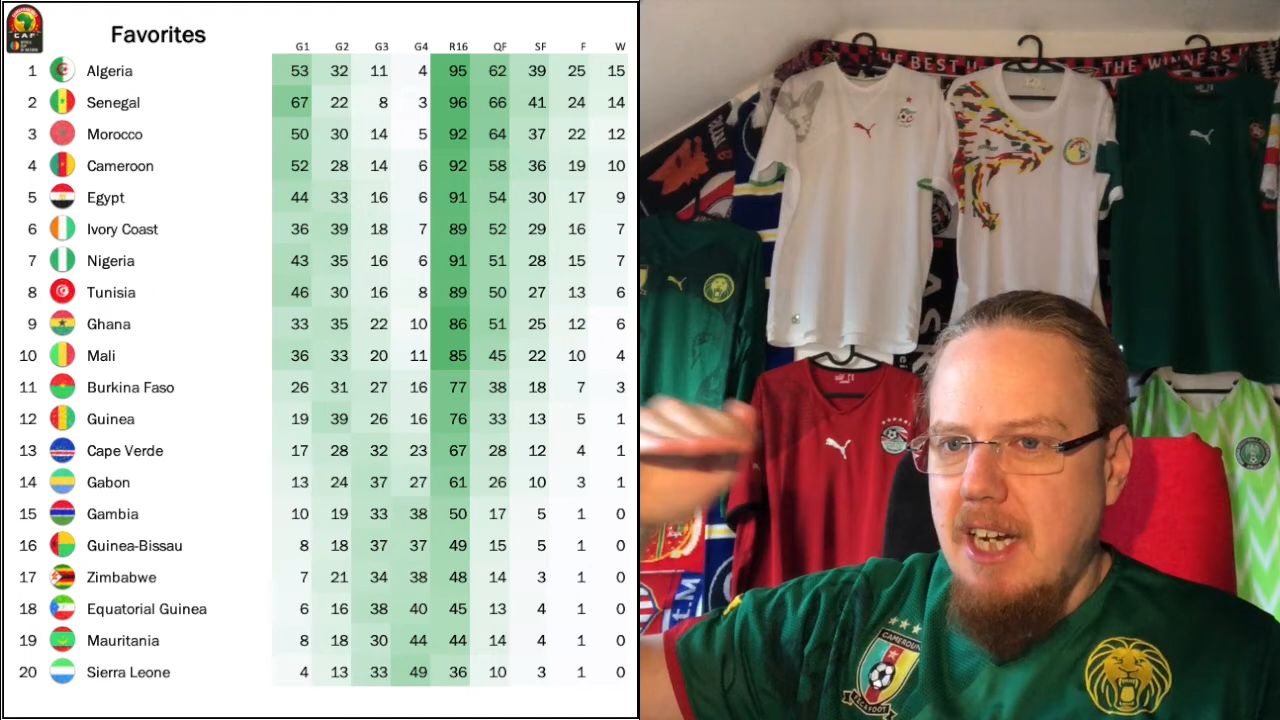 CAF
Favorites
G1 G2 G3 G4 R16 QF SF F W
1 Algeria 53 32 11 4 95 62 39 25 15
2 Senegal 67 22 8 3 96 66 41 24 14
3 Morocco 50 30 14 5 92 64 37 22 12
4 Cameroon 52 28 14 6 92 58 36 19 10
5 Egypt 44 33 16 6 91 54 30 17 9
6 Ivory Coast 36 39 18 7 89 52 29 16 7
7 Nigeria 43 35 16 6 91 51 28 15 7
8 Tunisia 46 30 16 8 89 50 27 13 6
9 Ghana 33 35 22 10 86 51 25 12 6
10 Mali 36 33 20 11 85 45 22 10 4
11 Burkina Faso 26 31 27 16 77 38 18 7 3
12 Guinea 19 39 26 16 76 33 13 5 1
13 Cape Verde 17 28 32 23 67 28 12 4 1
14 Gabon 13 24 37 27 61 26 10 3 1
15 Gambia 10 19 33 38 50 17 5 1 0
16 Guinea-Bissau 8 18 37 37 49 15 5 1 0
17 Zimbabwe 7 21 34 38 48 14 3 1 0
18 Equatorial Guinea 6 16 38 40 45 13 4 1 0
19 Mauritania 8 18 30 44 44 14 4 1 0
20 Sierra Leone 4 13 33 49 36 10 3 1 0
THE BEST
THE WINNERS
CAMEROUN
FECAFOOT